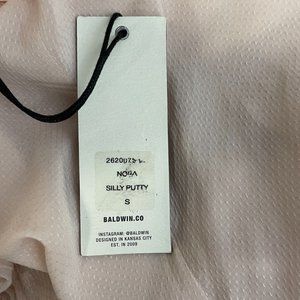 NORA
SILLY PUTTY
S
BALDWIN.CO
INSTAGRAM: @BALDWIN
DESIGNED IN KANSAS CITY
EST. IN 2009